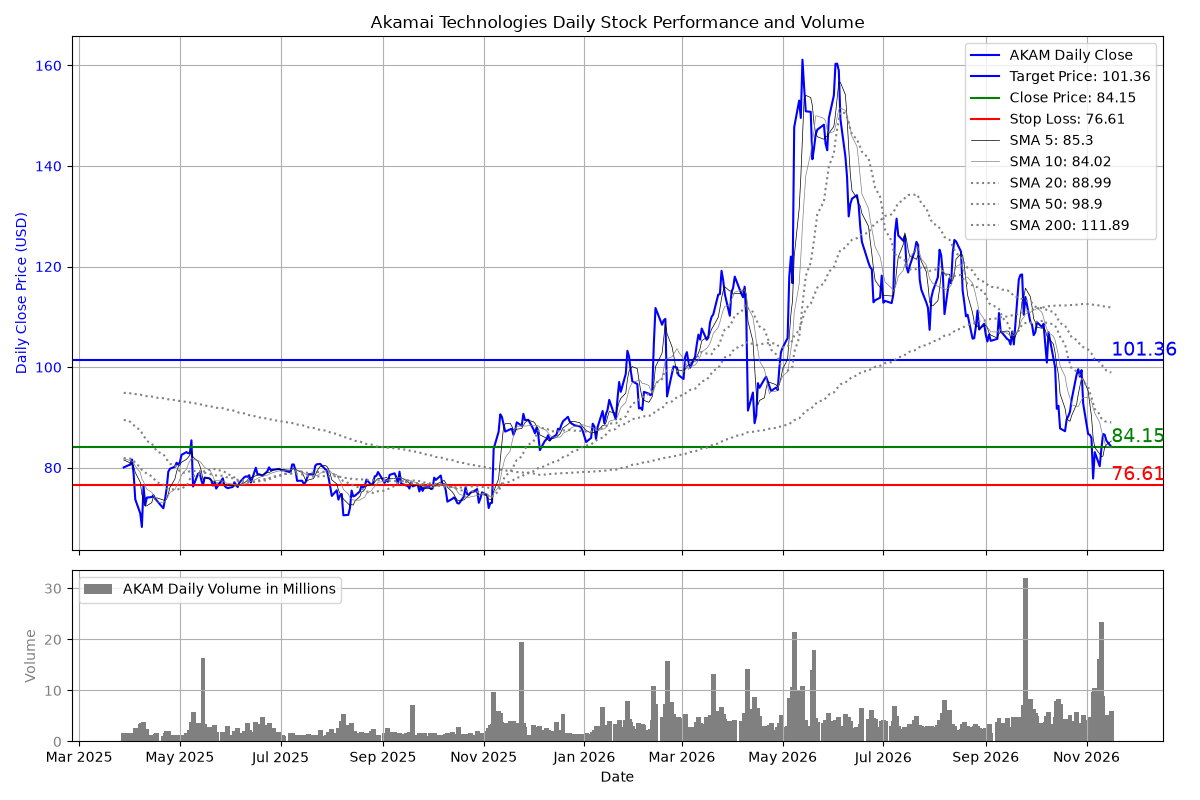 Akamai Technologies Daily Stock Performance and Volume
Daily Close Price (USD)
160
140
120
100
80
AKAM Daily Close
Target Price: 101.36
Close Price: 84.15
Stop Loss: 76.61
SMA 5: 85.3
SMA 10: 84.02
SMA 20: 88.99
SMA 50: 98.9
SMA 200: 111.89
101.36
84.15
76.61
Volume
30
20
10
0
AKAM Daily Volume in Millions
Mar 2025
May 2025
Jul 2025
Sep 2025
Nov 2025
Jan 2026
Mar 2026
May 2026
Jul 2026
Sep 2026
Nov 2026
Date